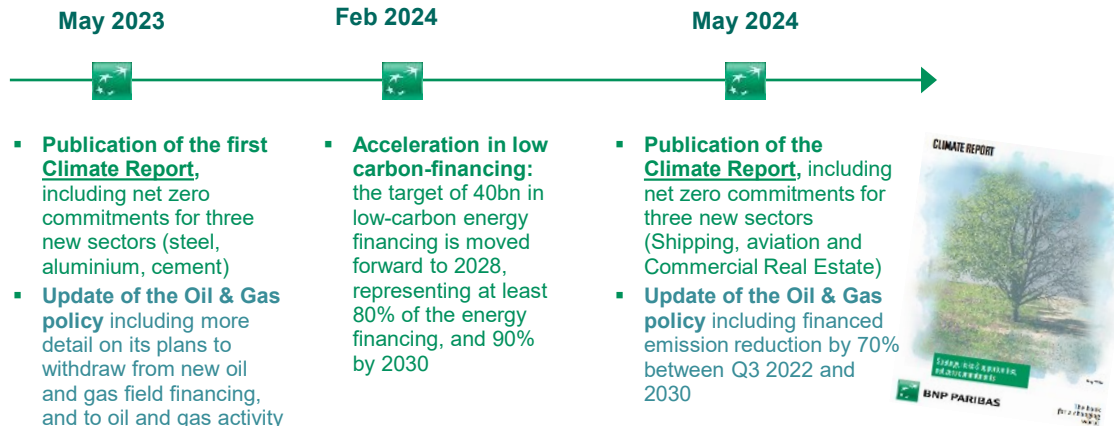 May 2023
Feb 2024
May 2024
▪ Publication of the first
Climate Report,
including net zero
commitments for three
new sectors (steel,
aluminium, cement)
▪ Update of the Oil & Gas
policy including more
detail on its plans to
withdraw from new oil
and gas field financing,
and to oil and gas activity
▪ Acceleration in low
carbon-financing:
the target of 40bn in
low-carbon energy
financing is moved
forward to 2028,
representing at least
80% of the energy
financing, and 90%
by 2030
▪ Publication of the
Climate Report, including
net zero commitments for
three new sectors
(Shipping, aviation and
Commercial Real Estate)
▪ Update of the Oil & Gas
policy including financed
emission reduction by 70%
between Q3 2022 and
2030
CLIMATE REPORT
BNP PARIBAS
The bank
for a changing
world